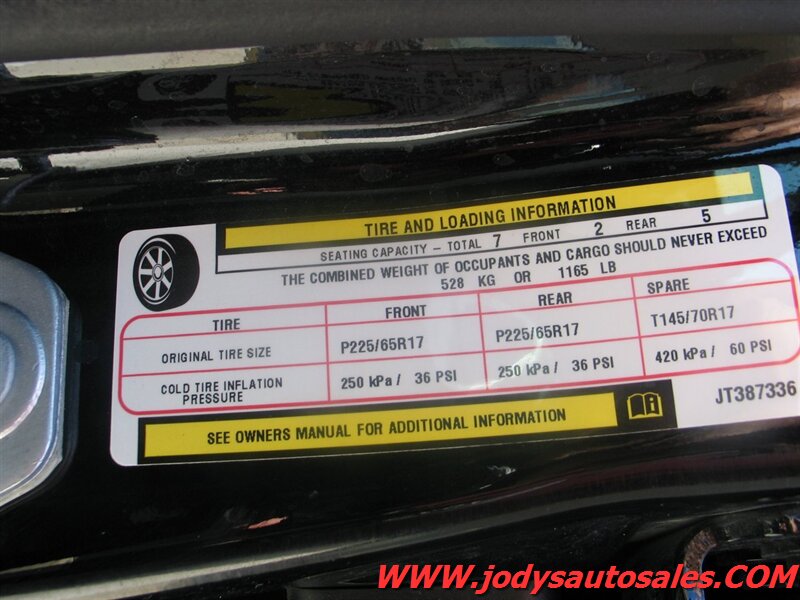 TIRE AND LOADING INFORMATION
SEATING CAPACITY – TOTAL 7 FRONT 2 REAR 5
THE COMBINED WEIGHT OF OCCUPANTS AND CARGO SHOULD NEVER EXCEED
528 KG OR 1165 LB
TIRE FRONT REAR SPARE
ORIGINAL TIRE SIZE P225/65R17 P225/65R17 T145/70R17
COLD TIRE INFLATION PRESSURE 250 kPa / 36 PSI 250 kPa / 36 PSI 420 kPa / 60 PSI
SEE OWNERS MANUAL FOR ADDITIONAL INFORMATION
JT387336
WWW.jodysautosales.COM